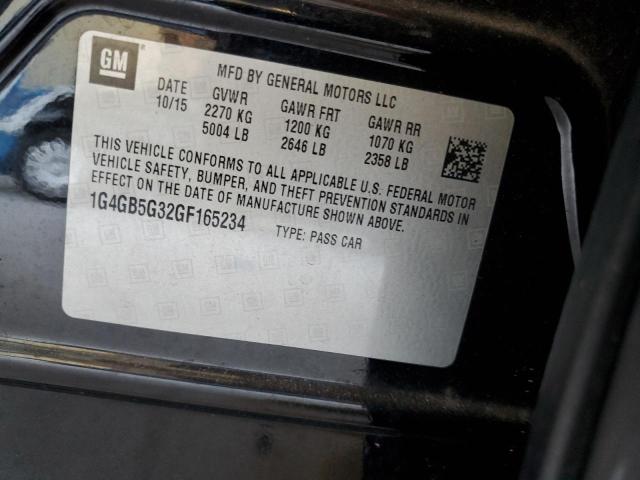 GM
MFD BY GENERAL MOTORS LLC
DATE GVWR GAWR FRT GAWR RR
10/15 2270 KG 1200 KG 1070 KG
5004 LB 2646 LB 2358 LB
THIS VEHICLE CONFORMS TO ALL APPLICABLE U.S. FEDERAL MOTOR
VEHICLE SAFETY, BUMPER, AND THEFT PREVENTION STANDARDS IN
EFFECT ON THE DATE OF MANUFACTURE SHOWN ABOVE.
1G4GB5G32GF165234 TYPE: PASS CAR